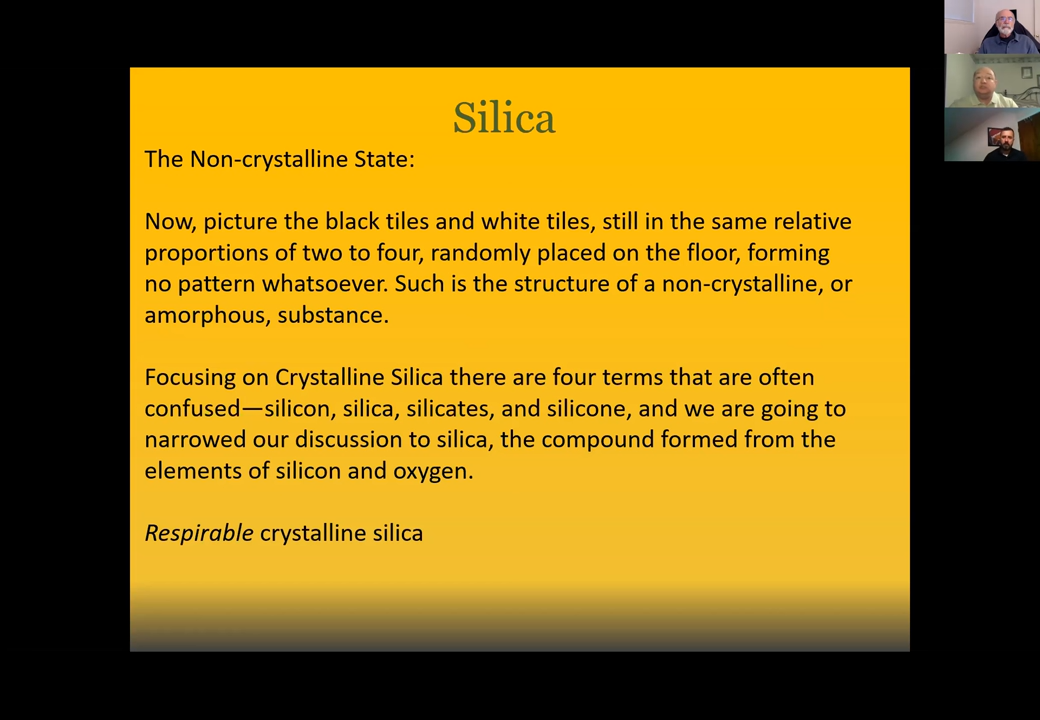 Silica
The Non-crystalline State:
Now, picture the black tiles and white tiles, still in the same relative
proportions of two to four, randomly placed on the floor, forming
no pattern whatsoever. Such is the structure of a non-crystalline, or
amorphous, substance.
Focusing on Crystalline Silica there are four terms that are often
confused—silicon, silica, silicates, and silicone, and we are going to
narrowed our discussion to silica, the compound formed from the
elements of silicon and oxygen.
Respirable crystalline silica